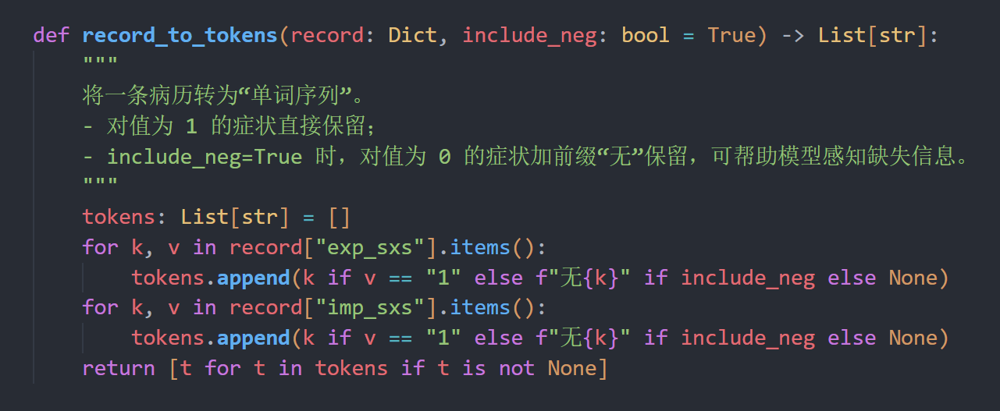 def record_to_tokens(record: Dict, include_neg: bool = True) -> List[str]:
    """
    将一条病历转为“单词序列”。
    - 对值为 1 的症状直接保留；
    - include_neg=True 时，对值为 0 的症状加前缀“无”保留，可帮助模型感知缺失信息。
    """
    tokens: List[str] = []
    for k, v in record["exp_sxs"].items():
        tokens.append(k if v == "1" else f"无{k}" if include_neg else None)
    for k, v in record["imp_sxs"].items():
        tokens.append(k if v == "1" else f"无{k}" if include_neg else None)
    return [t for t in tokens if t is not None]